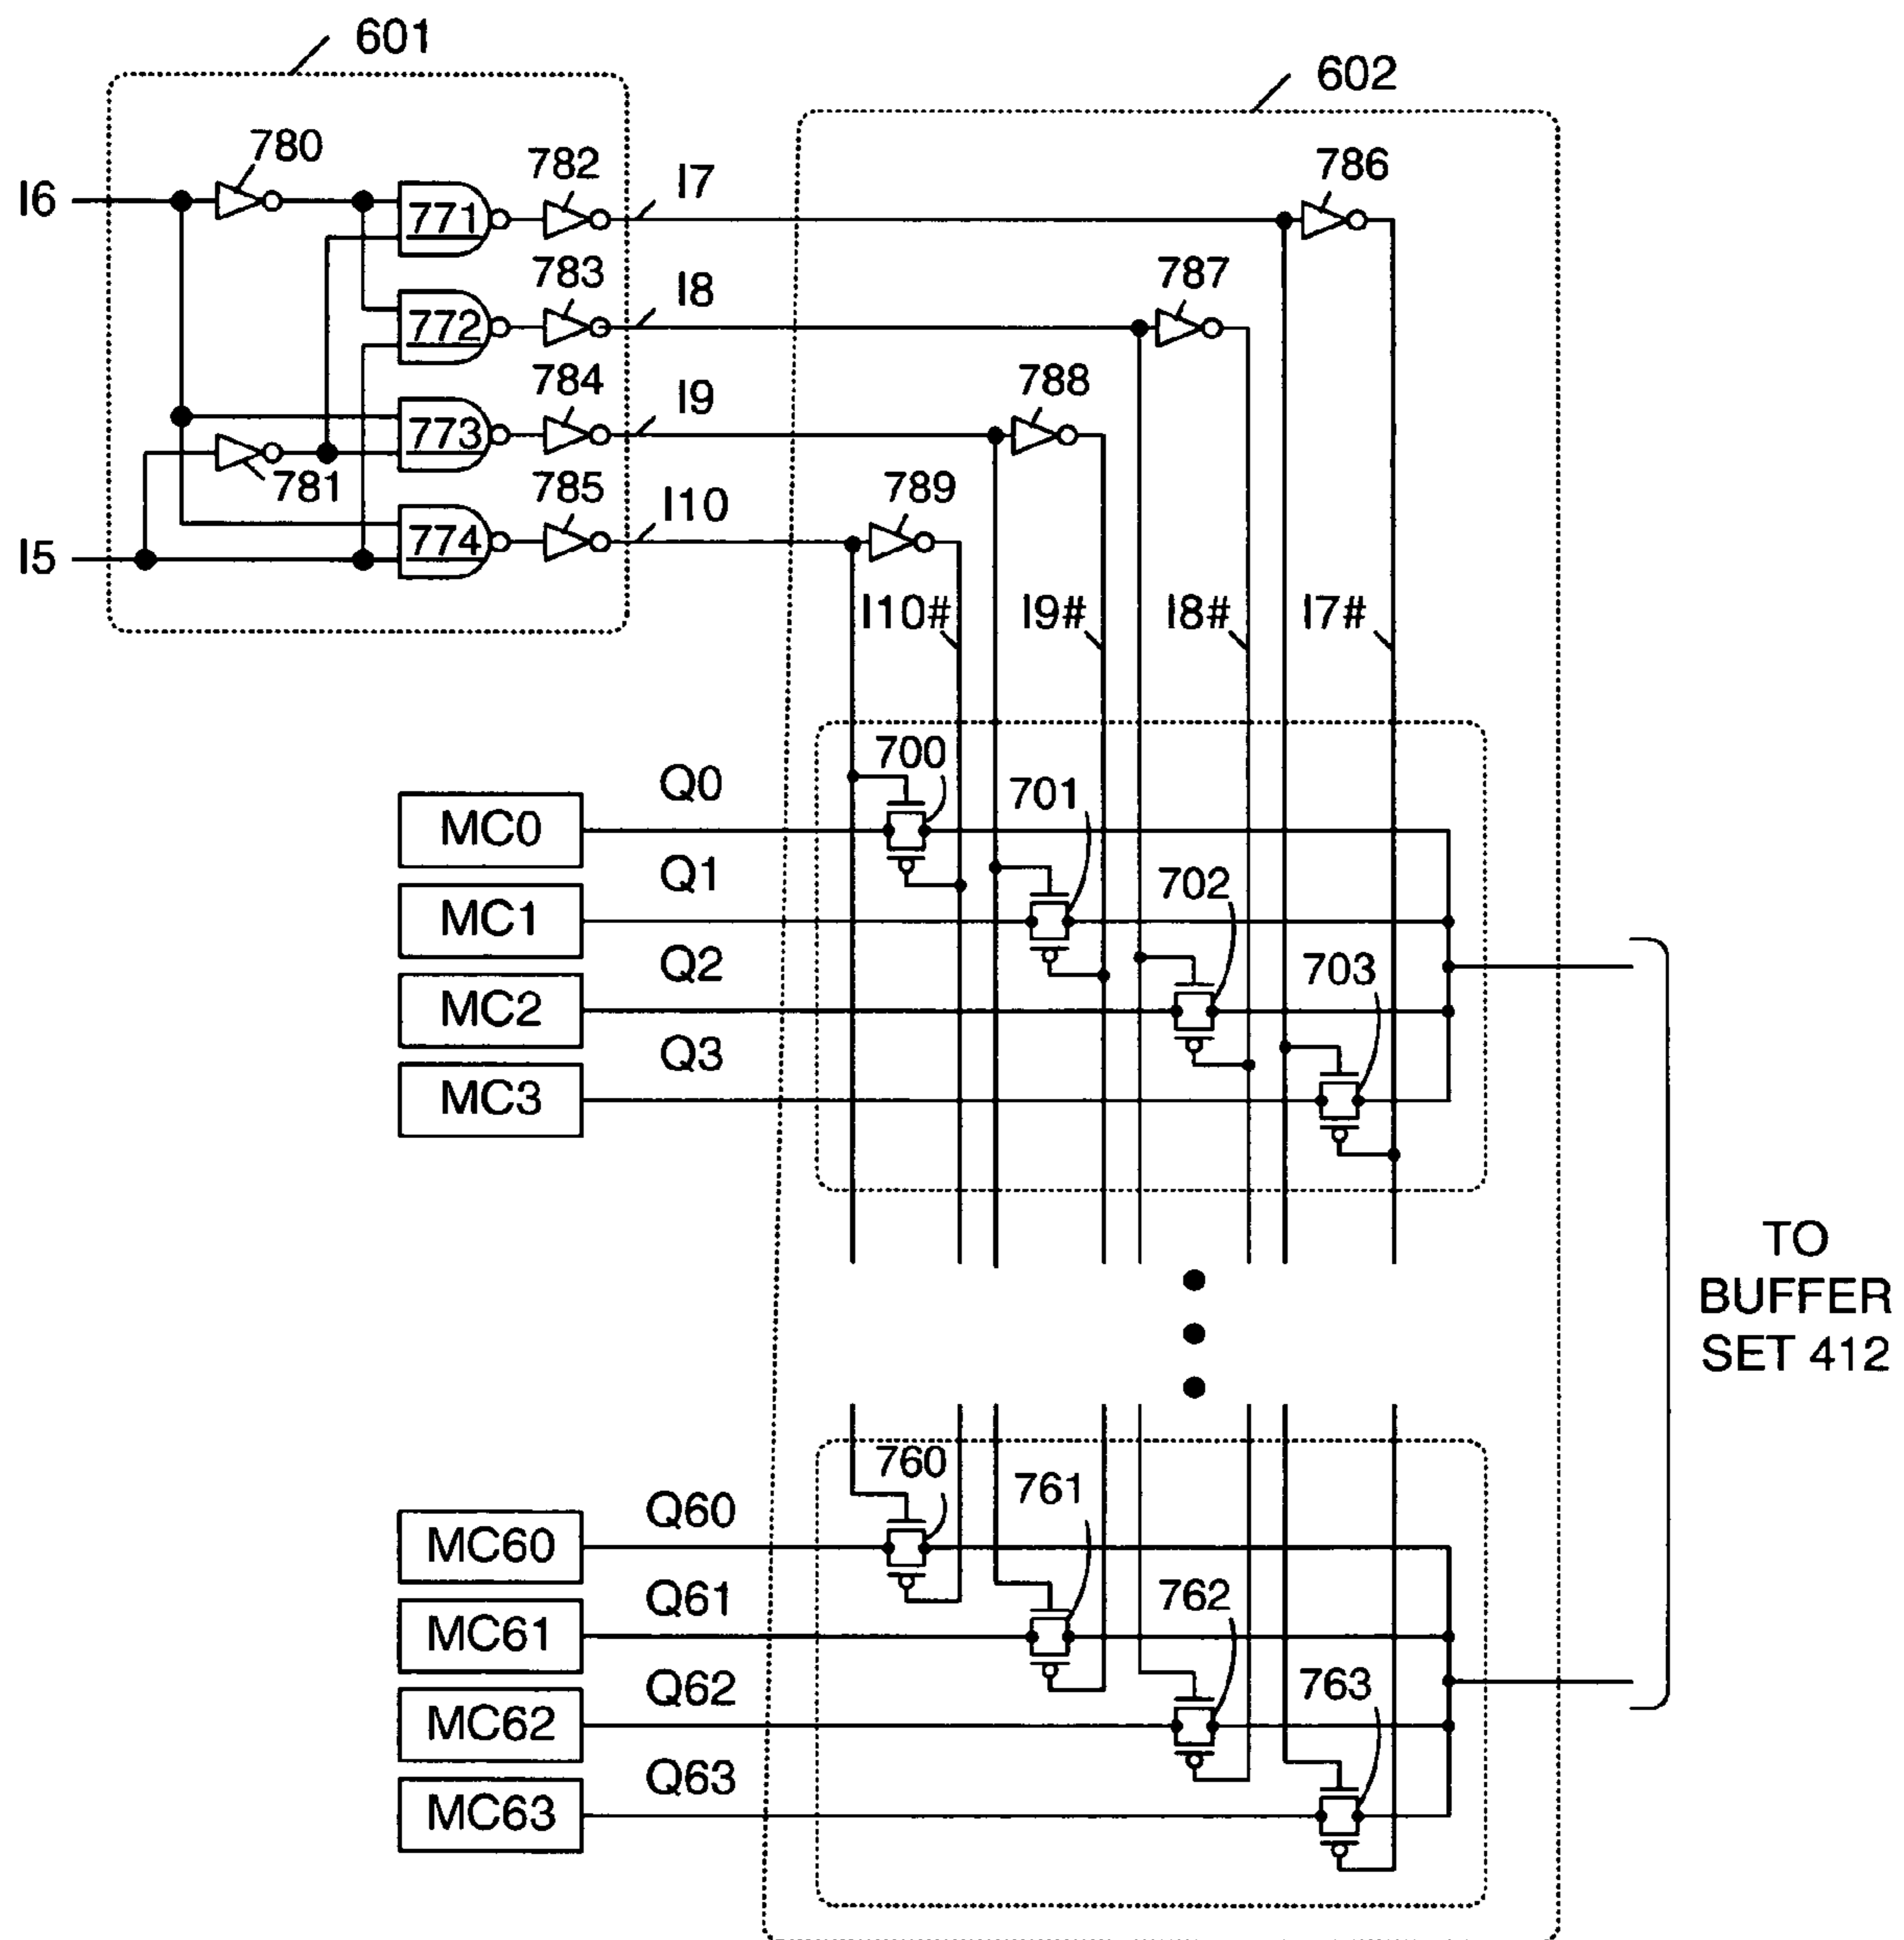 601
602
780
782
I7
786
I6
771
783
I8
787
772
784
I9
788
773
781
785
I10
789
774
I5
I10#
I9#
I8#
I7#
700
Q0
701
MC0
Q1
702
MC1
Q2
703
MC2
Q3
MC3
TO
BUFFER
SET 412
760
761
Q60
MC60
Q61
762
MC61
Q62
763
MC62
Q63
MC63